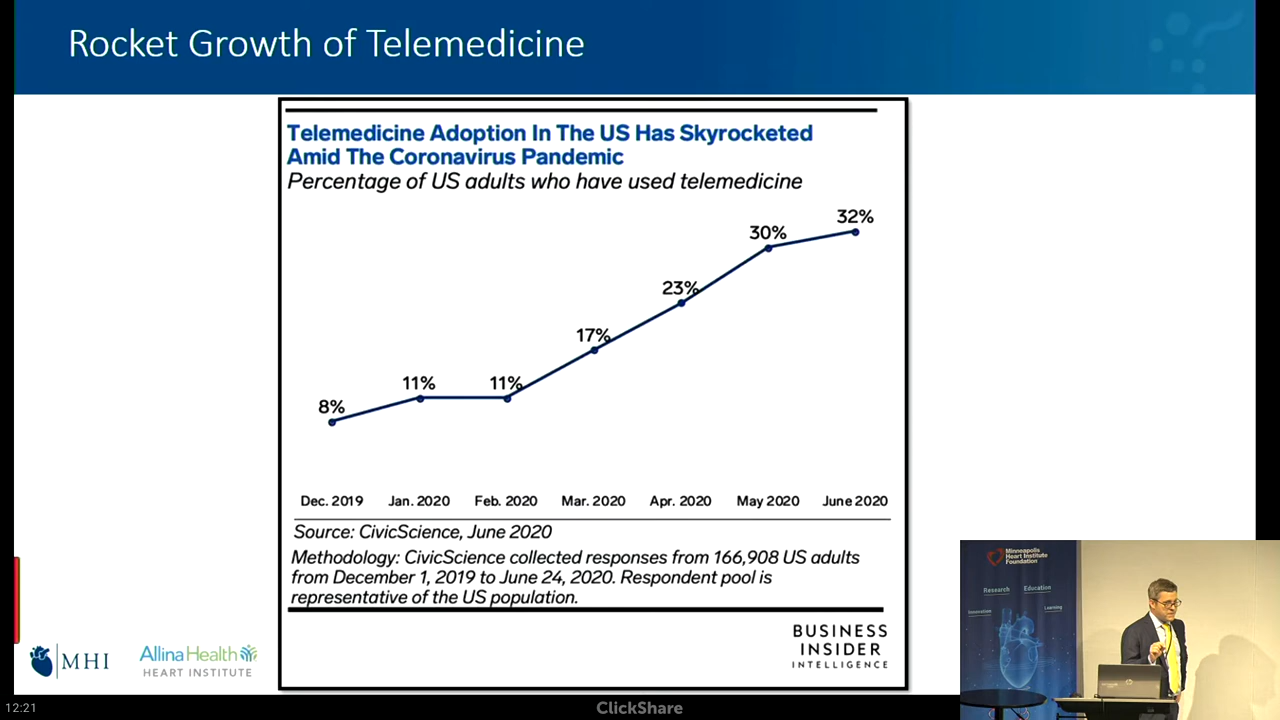 Rocket Growth of Telemedicine
Telemedicine Adoption In The US Has Skyrocketed
Amid The Coronavirus Pandemic
Percentage of US adults who have used telemedicine
32%
30%
23%
17%
11%
11%
8%
Dec. 2019
Jan. 2020
Feb. 2020
Mar. 2020
Apr. 2020
May 2020
June 2020
Source: CivicScience, June 2020
Methodology: CivicScience collected responses from 166,908 US adults
from December 1, 2019 to June 24, 2020. Respondent pool is
representative of the US population.
BUSINESS
INSIDER
INTELLIGENCE
MHI
AllinaHealth
HEART INSTITUTE
Minneapolis
Heart Institute
Foundation
Research
Education
Innovation
Learning
12:21
ClickShare